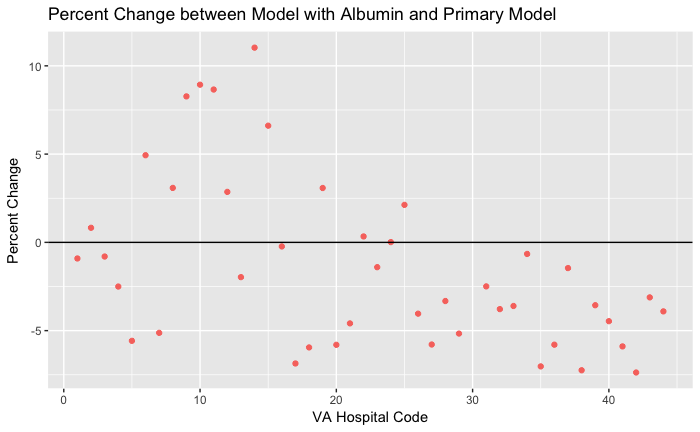 Percent Change between Model with Albumin and Primary Model
Percent Change
10
5
0
-5
0 10 20 30 40
VA Hospital Code